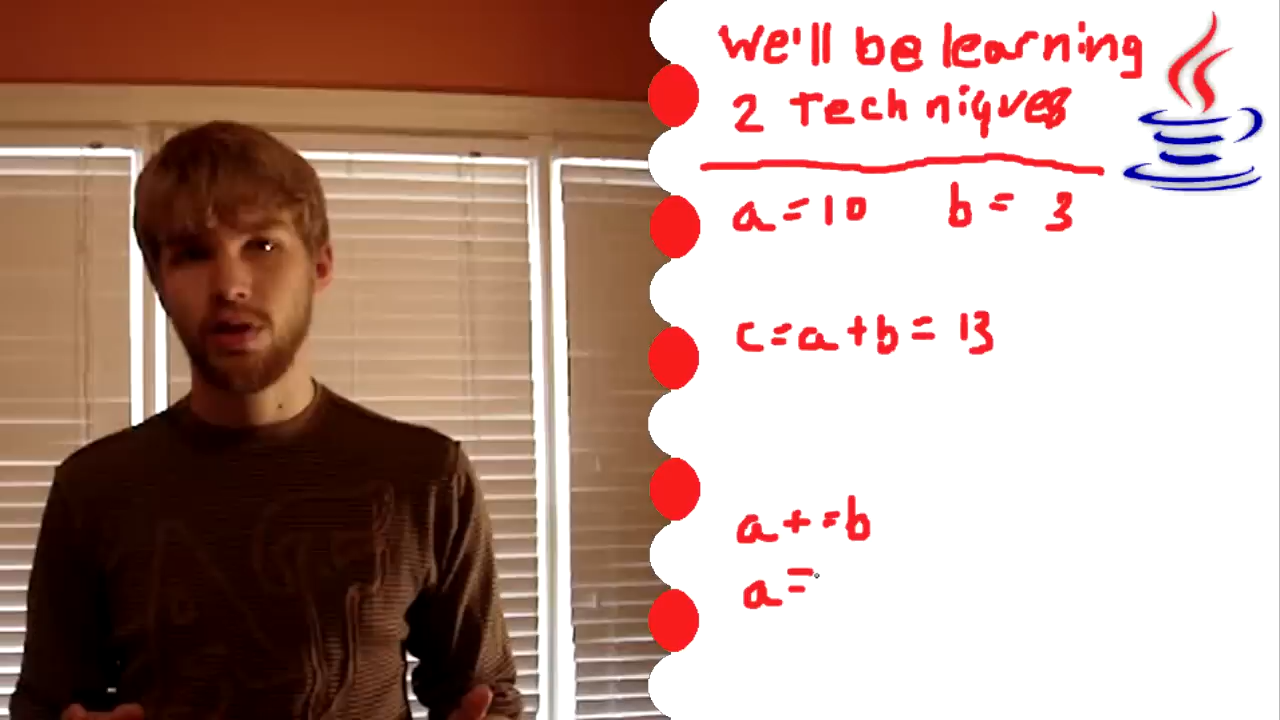 We'll be learning
2 Techniques
a = 10 b = 3
c = a + b = 13
a + = b
a =